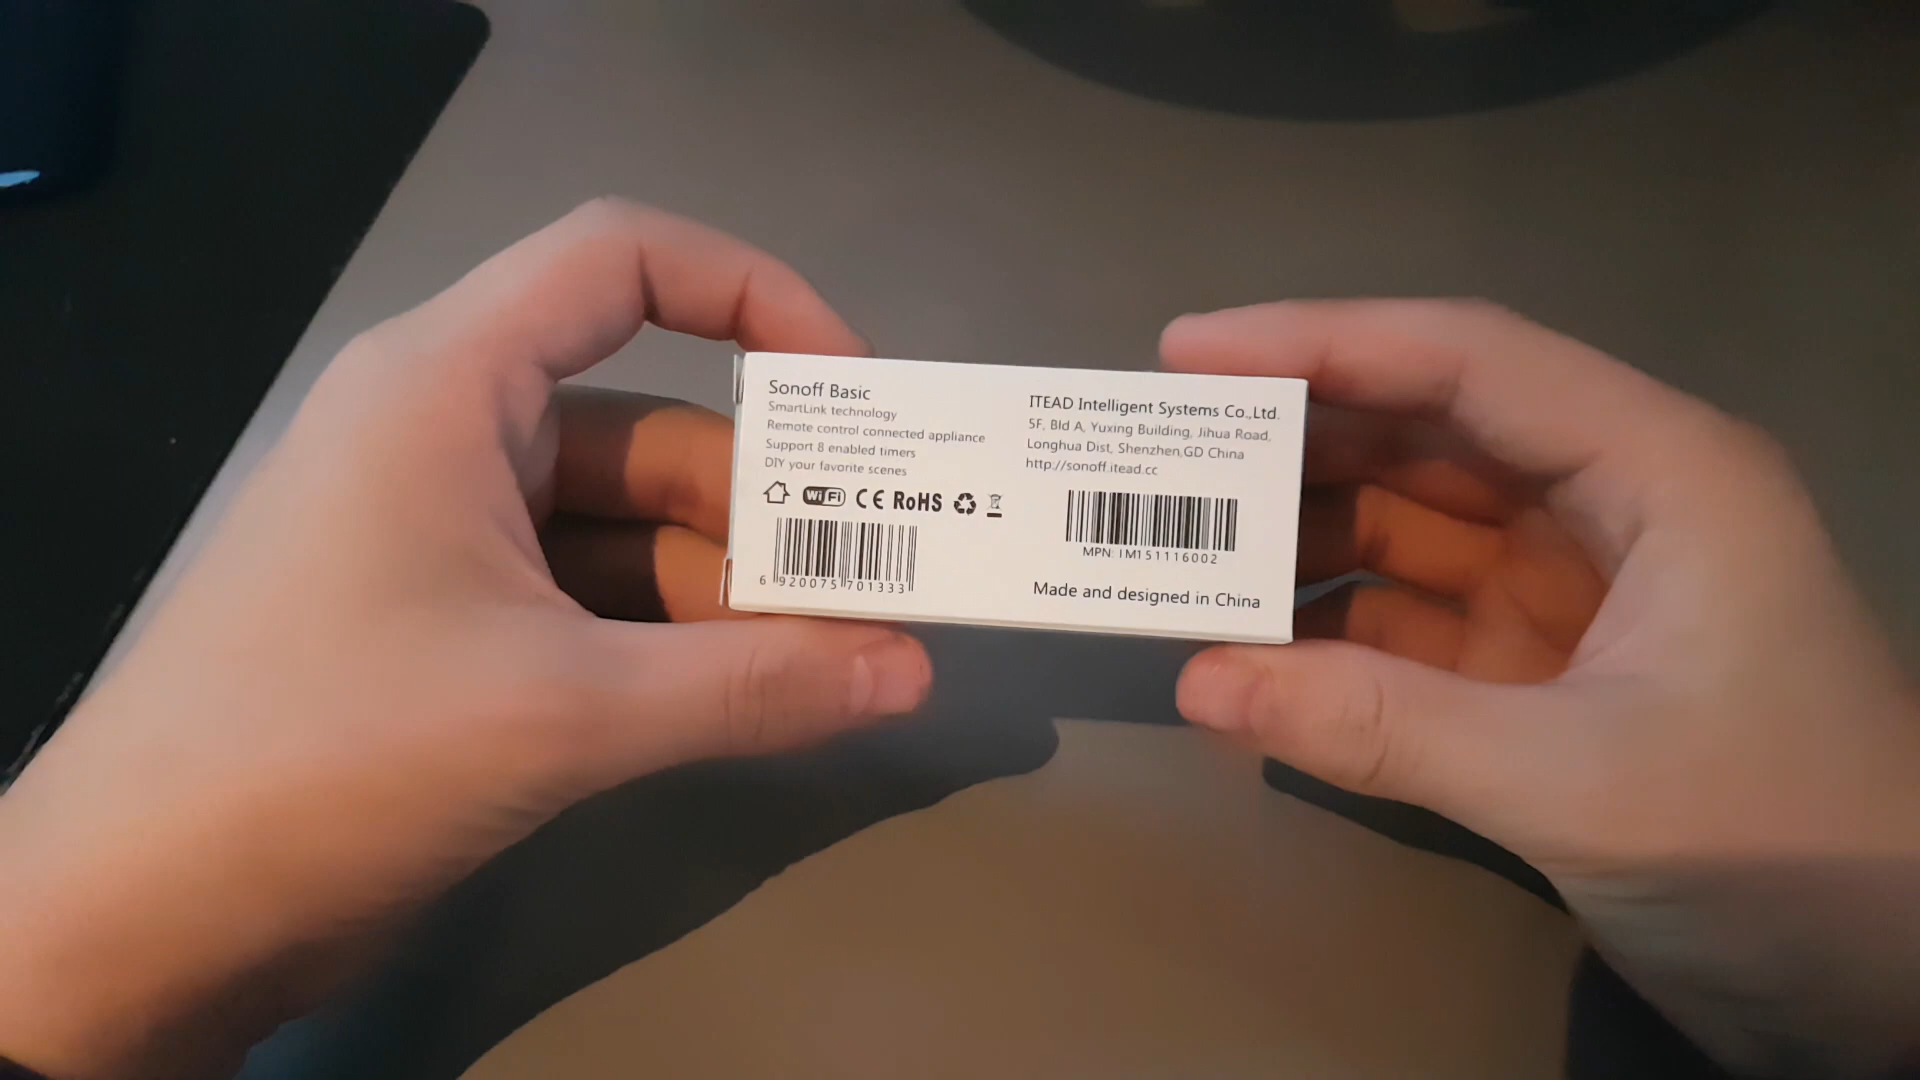 Sonoff Basic
SmartLink technology
Remote control connected appliance
Support 8 enabled timers
DIY your favorite scenes
WiFi CE RoHS
6 920075 701333
ITEAD Intelligent Systems Co.,Ltd.
5F, Bld A, Yuxing Building, Jihua Road,
Longhua Dist, Shenzhen,GD China
http://sonoff.itead.cc
MPN: IM151116002
Made and designed in China